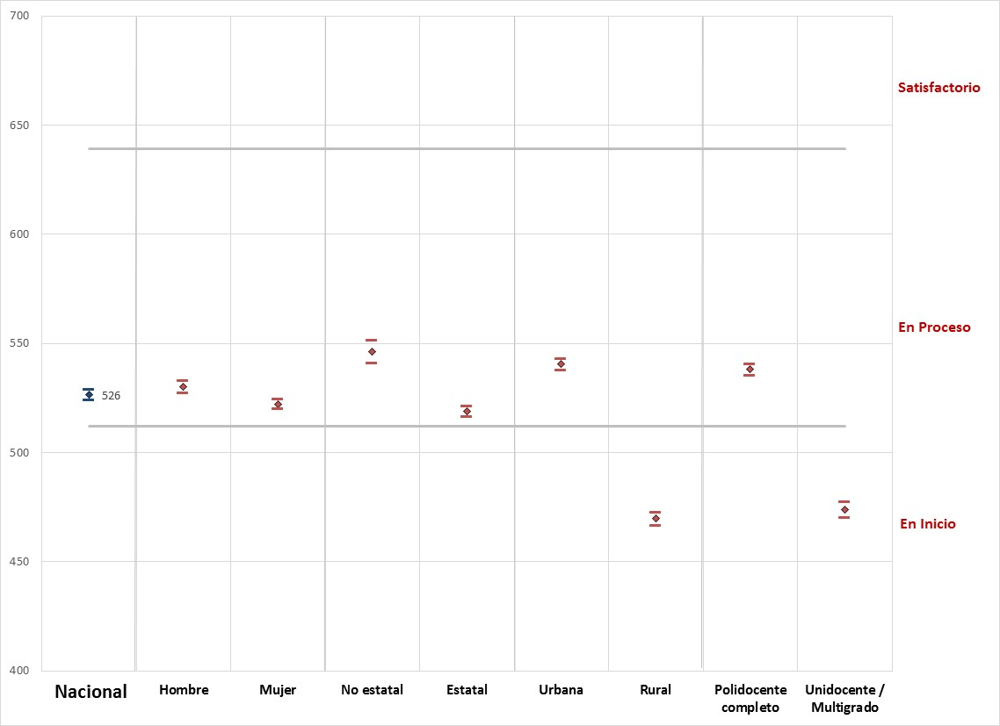 700
Satisfactorio
650
600
550
En Proceso
526
500
En Inicio
450
400
Nacional
Hombre
Mujer
No estatal
Estatal
Urbana
Rural
Polidocente
completo
Unidocente /
Multigrado